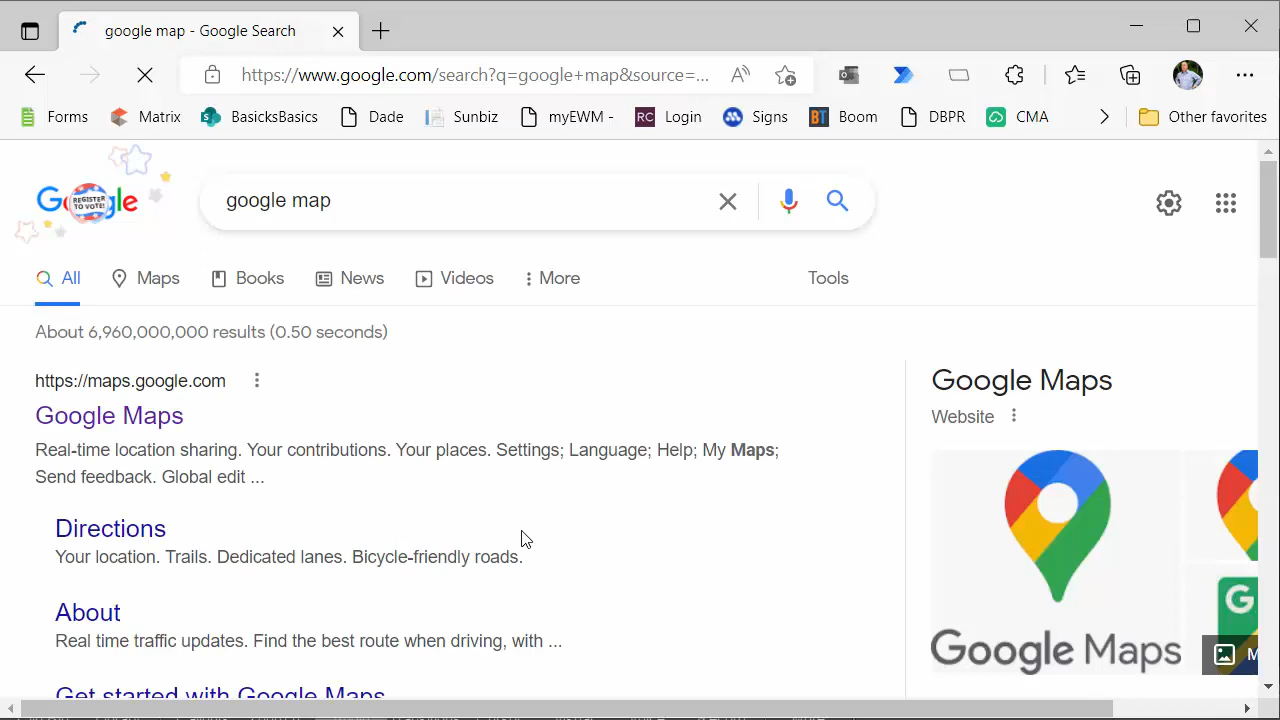 google map - Google Search
https://www.google.com/search?q=google+map&source=...
Forms
Matrix
BasicksBasics
Dade
Sunbiz
myEWM -
RC
Login
Signs
BT
Boom
DBPR
CMA
Other favorites
Google
REGISTER TO VOTE!
google map
All
Maps
Books
News
Videos
More
Tools
About 6,960,000,000 results (0.50 seconds)
https://maps.google.com
Google Maps
Real-time location sharing. Your contributions. Your places. Settings; Language; Help; My Maps;
Send feedback. Global edit ...
Directions
Your location. Trails. Dedicated lanes. Bicycle-friendly roads.
About
Real time traffic updates. Find the best route when driving, with ...
Get started with Google Maps
Google Maps
Website
Google Maps
G
M